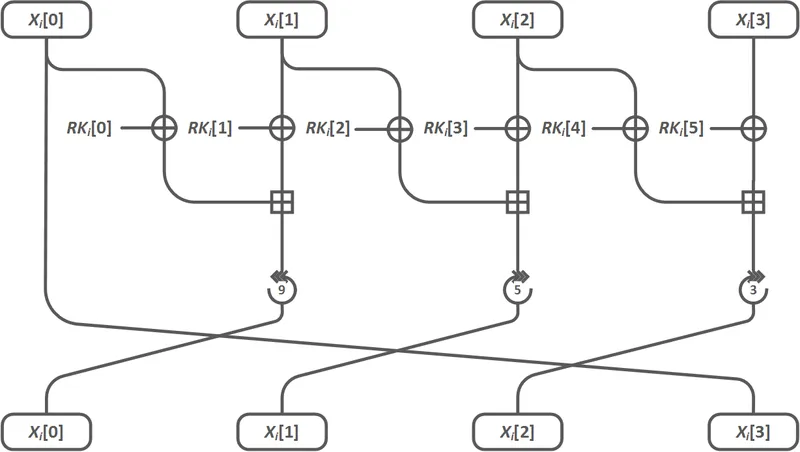 Xi[0] Xi[1] Xi[2] Xi[3]
RKi[0] RKi[1] RKi[2] RKi[3] RKi[4] RKi[5]
9 5 3
Xi[0] Xi[1] Xi[2] Xi[3]